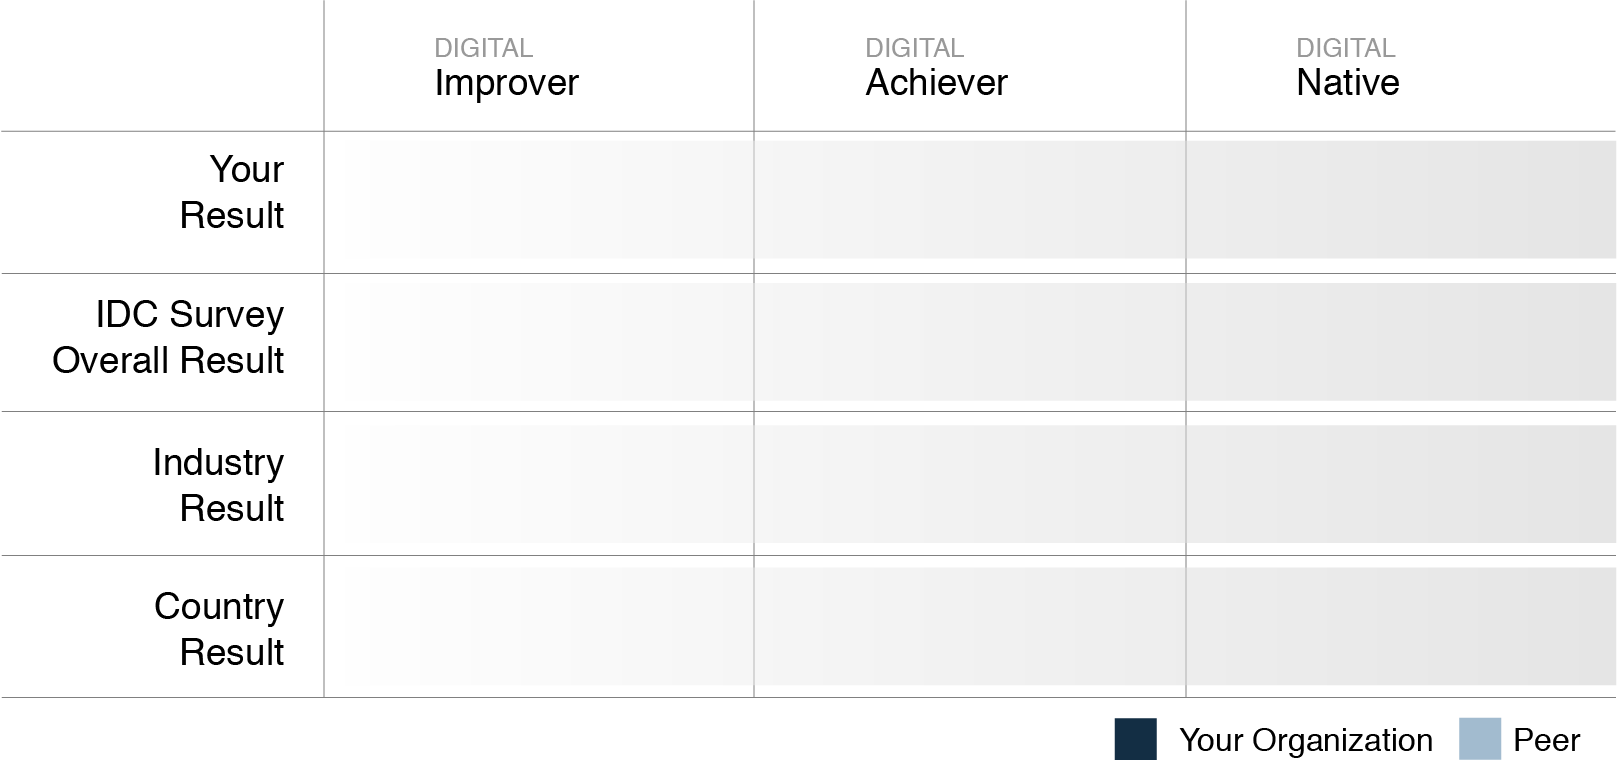 DIGITAL
Improver
DIGITAL
Achiever
DIGITAL
Native
Your
Result
IDC Survey
Overall Result
Industry
Result
Country
Result
Your Organization
Peer